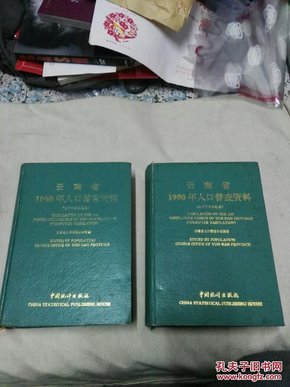 云南省
1990年人口普查资料
TABULATION ON THE 1990
POPULATION CENSUS OF YUN NAN PROVINCE
EDITED BY POPULATION
CENSUS OFFICE OF YUN NAN PROVINCE
中国统计出版社
CHINA STATISTICAL PUBLISHING HOUSE
云南省
1990年人口普查资料
TABULATION ON THE 1990
POPULATION CENSUS OF YUN NAN PROVINCE
EDITED BY POPULATION
CENSUS OFFICE OF YUN NAN PROVINCE
中国统计出版社
CHINA STATISTICAL PUBLISHING HOUSE
孔夫子旧书网